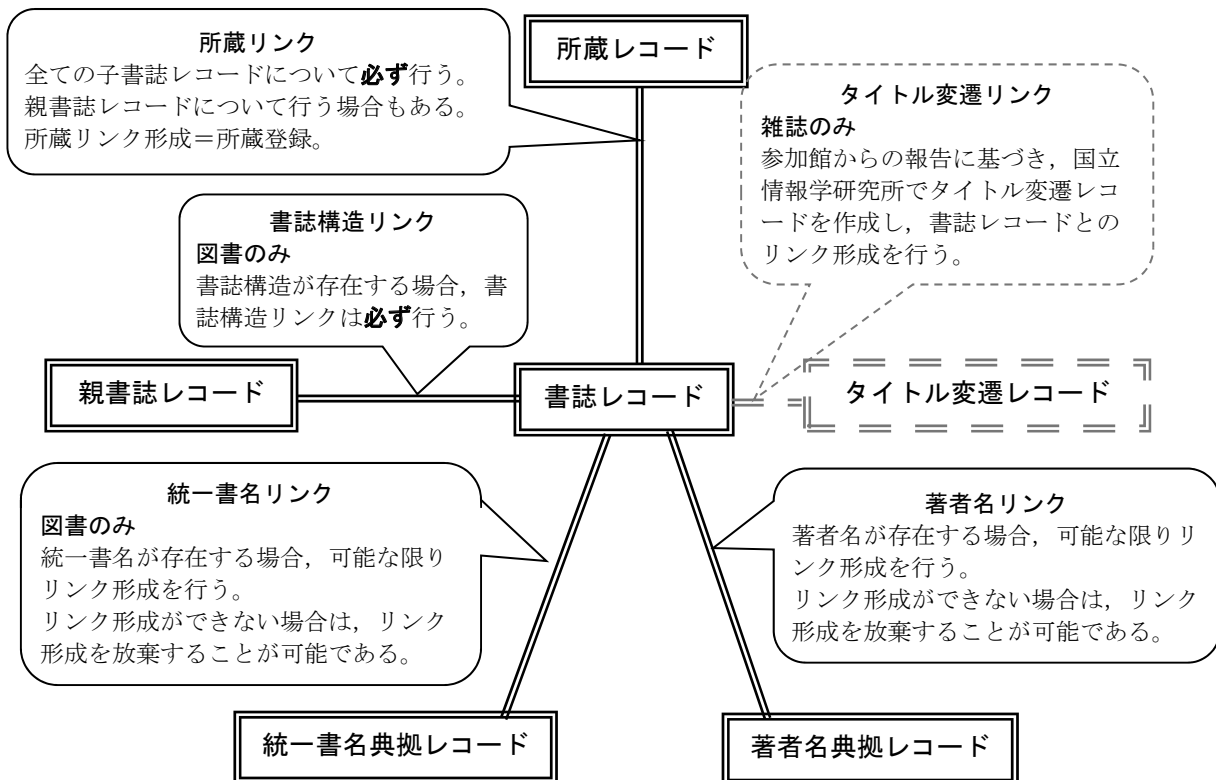 所蔵リンク
全ての子書誌レコードについて必ず行う。
親書誌レコードについて行う場合もある。
所蔵リンク形成＝所蔵登録。
所蔵レコード
タイトル変遷リンク
雑誌のみ
参加館からの報告に基づき，国立
情報学研究所でタイトル変遷レコ
ードを作成し，書誌レコードとの
リンク形成を行う。
書誌構造リンク
図書のみ
書誌構造が存在する場合，書
誌構造リンクは必ず行う。
親書誌レコード
書誌レコード
タイトル変遷レコード
統一書名リンク
図書のみ
統一書名が存在する場合，可能な限り
リンク形成を行う。
リンク形成ができない場合は，リンク
形成を放棄することが可能である。
著者名リンク
著者名が存在する場合，可能な限りリ
ンク形成を行う。
リンク形成ができない場合は，リンク
形成を放棄することが可能である。
統一書名典拠レコード
著者名典拠レコード